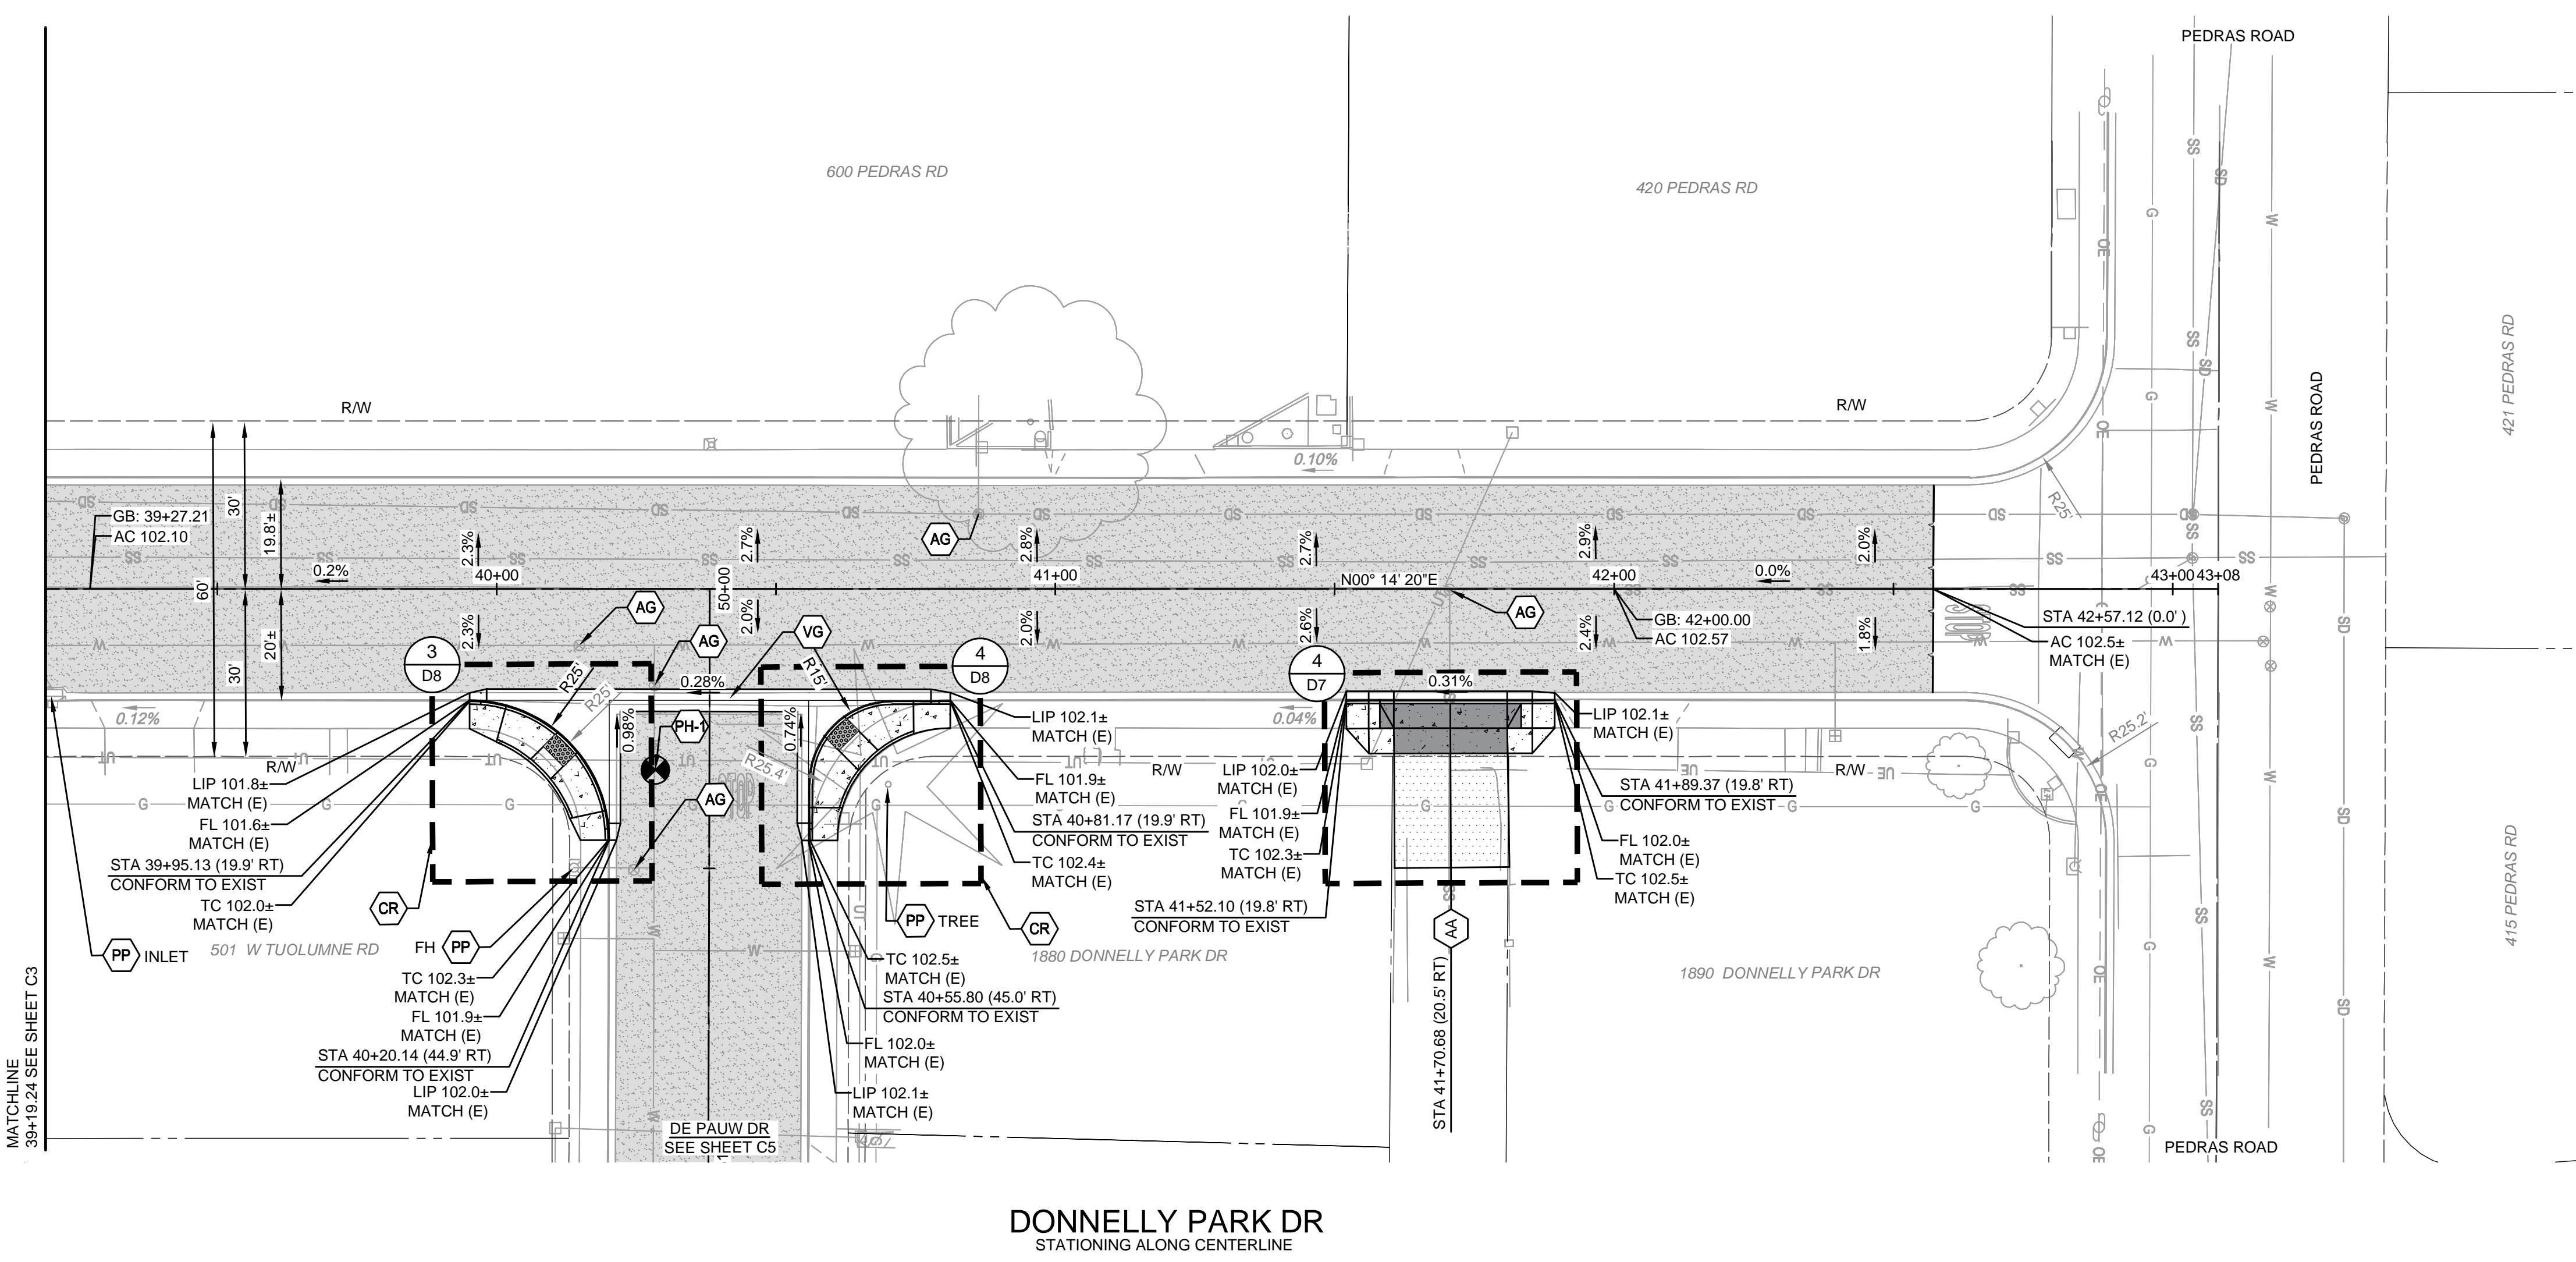 PEDRAS ROAD
600 PEDRAS RD
420 PEDRAS RD
421 PEDRAS RD
PEDRAS ROAD
415 PEDRAS RD
PEDRAS ROAD
R/W
R/W
0.10%
R25'
GB: 39+27.21
AC 102.10
30'
19.8'±
60'
20±
30'
0.2%
2.3%
40+00
2.7%
2.8%
2.7%
2.9%
2.0%
AG
50+00
41+00
N00° 14' 20"E
42+00
0.0%
43+00
43+08
2.3%
2.0%
2.0%
2.6%
2.4%
1.8%
AG
AG
VG
AG
GB: 42+00.00
AC 102.57
STA 42+57.12 (0.0' )
AC 102.5±
MATCH (E)
3
D8
4
D8
4
D7
R25'
R25'
0.28%
R15'
0.31%
0.12%
0.98%
PH-1
0.74%
R25.4'
AG
0.04%
R25.2'
R/W
R/W
R/W
LIP 101.8±
MATCH (E)
FL 101.6±
MATCH (E)
STA 39+95.13 (19.9' RT)
CONFORM TO EXIST
TC 102.0±
MATCH (E)
LIP 102.1±
MATCH (E)
FL 101.9±
MATCH (E)
STA 40+81.17 (19.9' RT)
CONFORM TO EXIST
TC 102.4±
MATCH (E)
LIP 102.0±
MATCH (E)
FL 101.9±
MATCH (E)
TC 102.3±
MATCH (E)
STA 41+52.10 (19.8' RT)
CONFORM TO EXIST
LIP 102.1±
MATCH (E)
STA 41+89.37 (19.8' RT)
CONFORM TO EXIST
FL 102.0±
MATCH (E)
TC 102.5±
MATCH (E)
CR
PP INLET
501 W TUOLUMNE RD
FH PP
TC 102.3±
MATCH (E)
FL 101.9±
MATCH (E)
STA 40+20.14 (44.9' RT)
CONFORM TO EXIST
LIP 102.0±
MATCH (E)
PP TREE
CR
TC 102.5±
MATCH (E)
STA 40+55.80 (45.0' RT)
CONFORM TO EXIST
FL 102.0±
MATCH (E)
LIP 102.1±
MATCH (E)
1880 DONNELLY PARK DR
AA
STA 41+70.68 (20.5' RT)
1890 DONNELLY PARK DR
MATCHLINE
39+19.24 SEE SHEET C3
DE PAUW DR
SEE SHEET C5
PEDRAS ROAD
DONNELLY PARK DR
STATIONING ALONG CENTERLINE